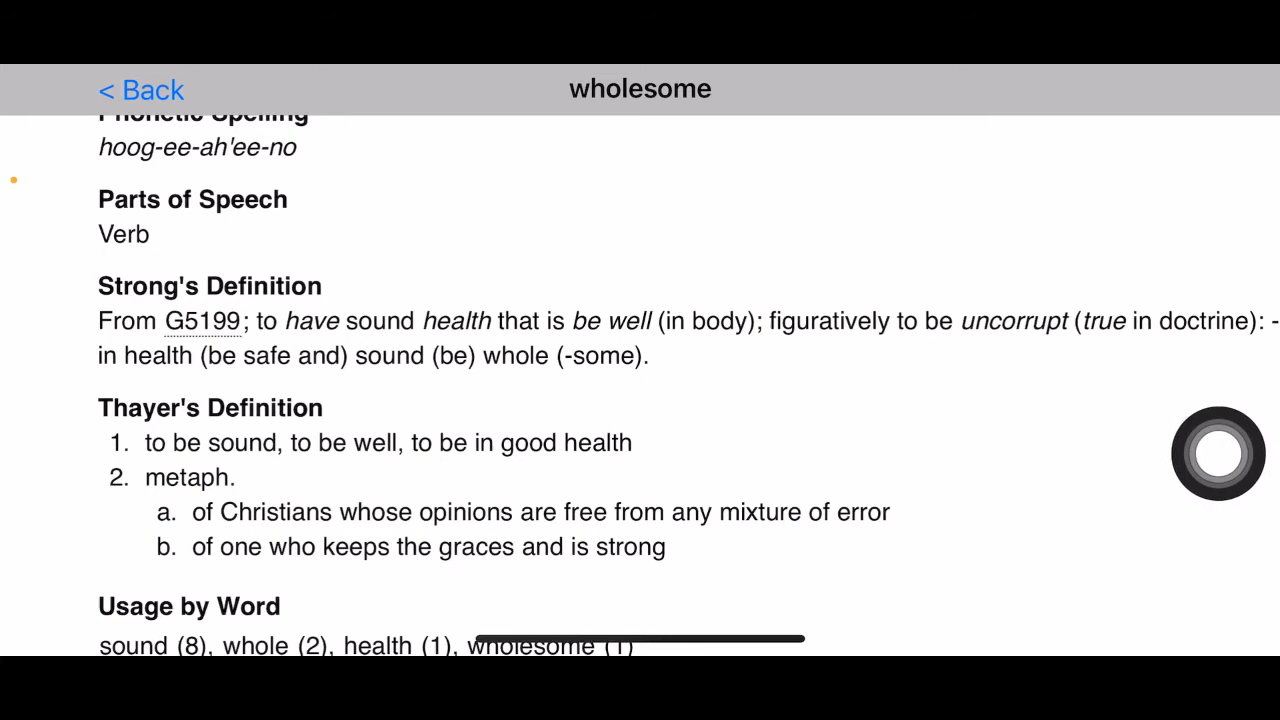 < Back
wholesome
Phonetic Spelling
hoog-ee-ah'ee-no
Parts of Speech
Verb
Strong's Definition
From G5199; to have sound health that is be well (in body); figuratively to be uncorrupt (true in doctrine): -
in health (be safe and) sound (be) whole (-some).
Thayer's Definition
1. to be sound, to be well, to be in good health
2. metaph.
a. of Christians whose opinions are free from any mixture of error
b. of one who keeps the graces and is strong
Usage by Word
sound (8), whole (2), health (1), wholesome (1)